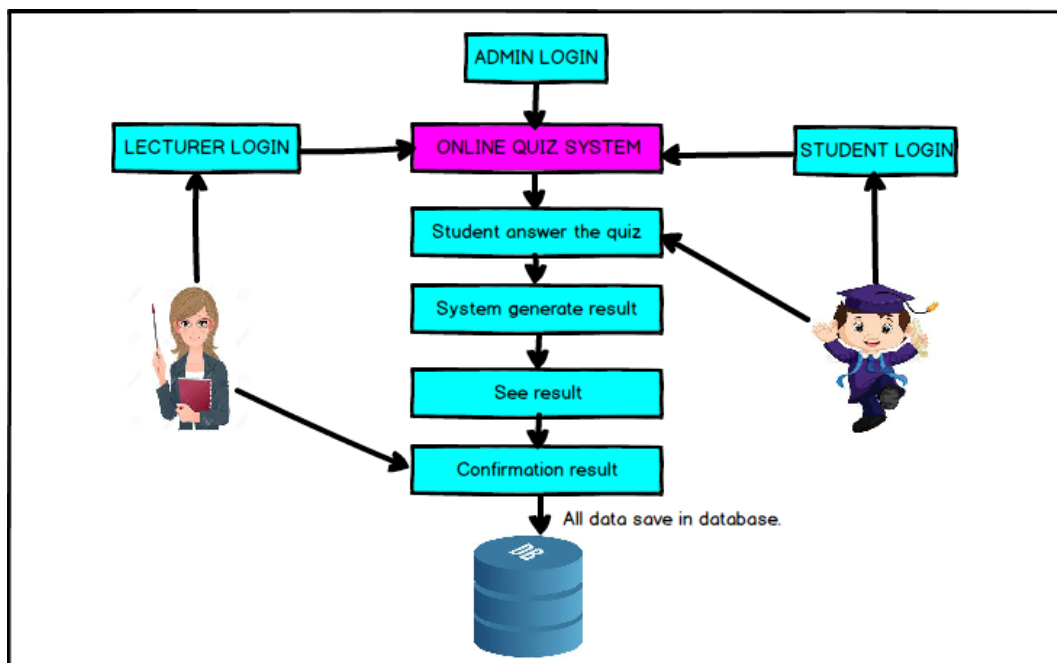 ADMIN LOGIN
LECTURER LOGIN
ONLINE QUIZ SYSTEM
STUDENT LOGIN
Student answer the quiz
System generate result
See result
Confirmation result
All data save in database.
DB